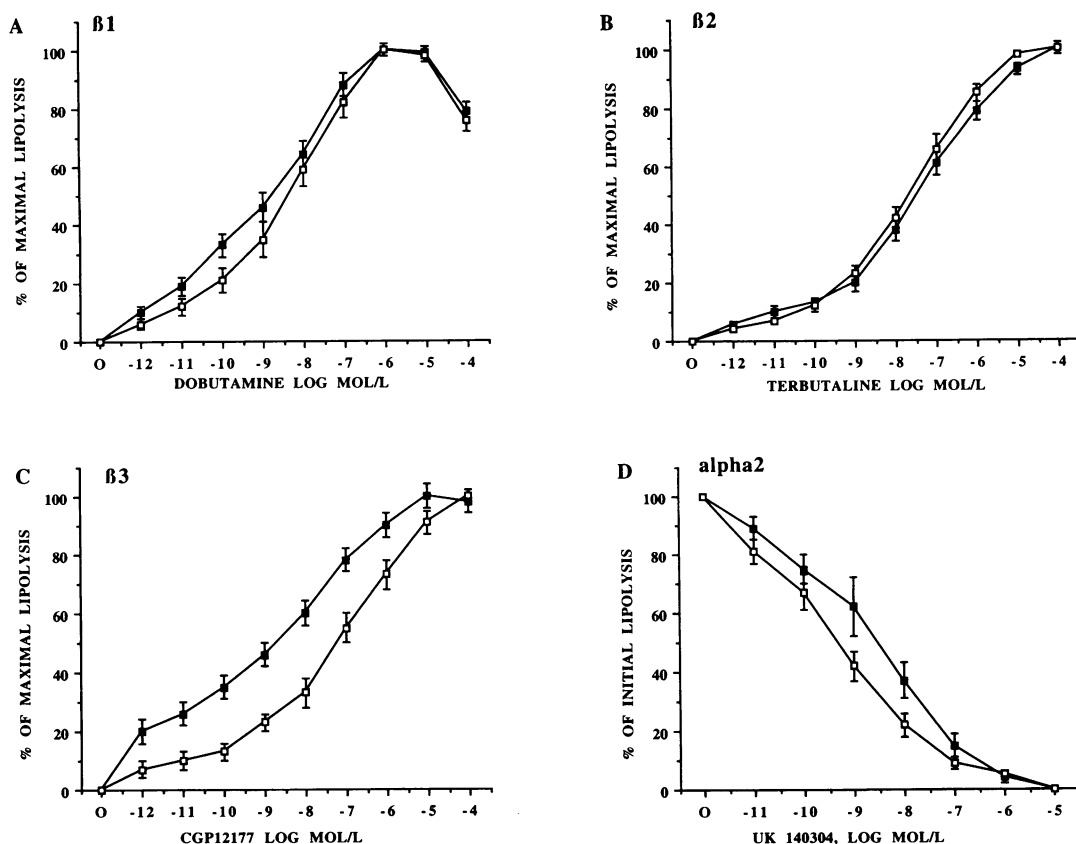 A
ß1
% OF MAXIMAL LIPOLYSIS
100
80
60
40
20
0
O -12 -11 -10 -9 -8 -7 -6 -5 -4
DOBUTAMINE LOG MOL/L
B
ß2
% OF MAXIMAL LIPOLYSIS
100
80
60
40
20
0
O -12 -11 -10 -9 -8 -7 -6 -5 -4
TERBUTALINE LOG MOL/L
C
ß3
% OF MAXIMAL LIPOLYSIS
100
80
60
40
20
0
O -12 -11 -10 -9 -8 -7 -6 -5 -4
CGP12177 LOG MOL/L
D
alpha2
% OF INITIAL LIPOLYSIS
100
80
60
40
20
0
O -11 -10 -9 -8 -7 -6 -5
UK 140304, LOG MOL/L